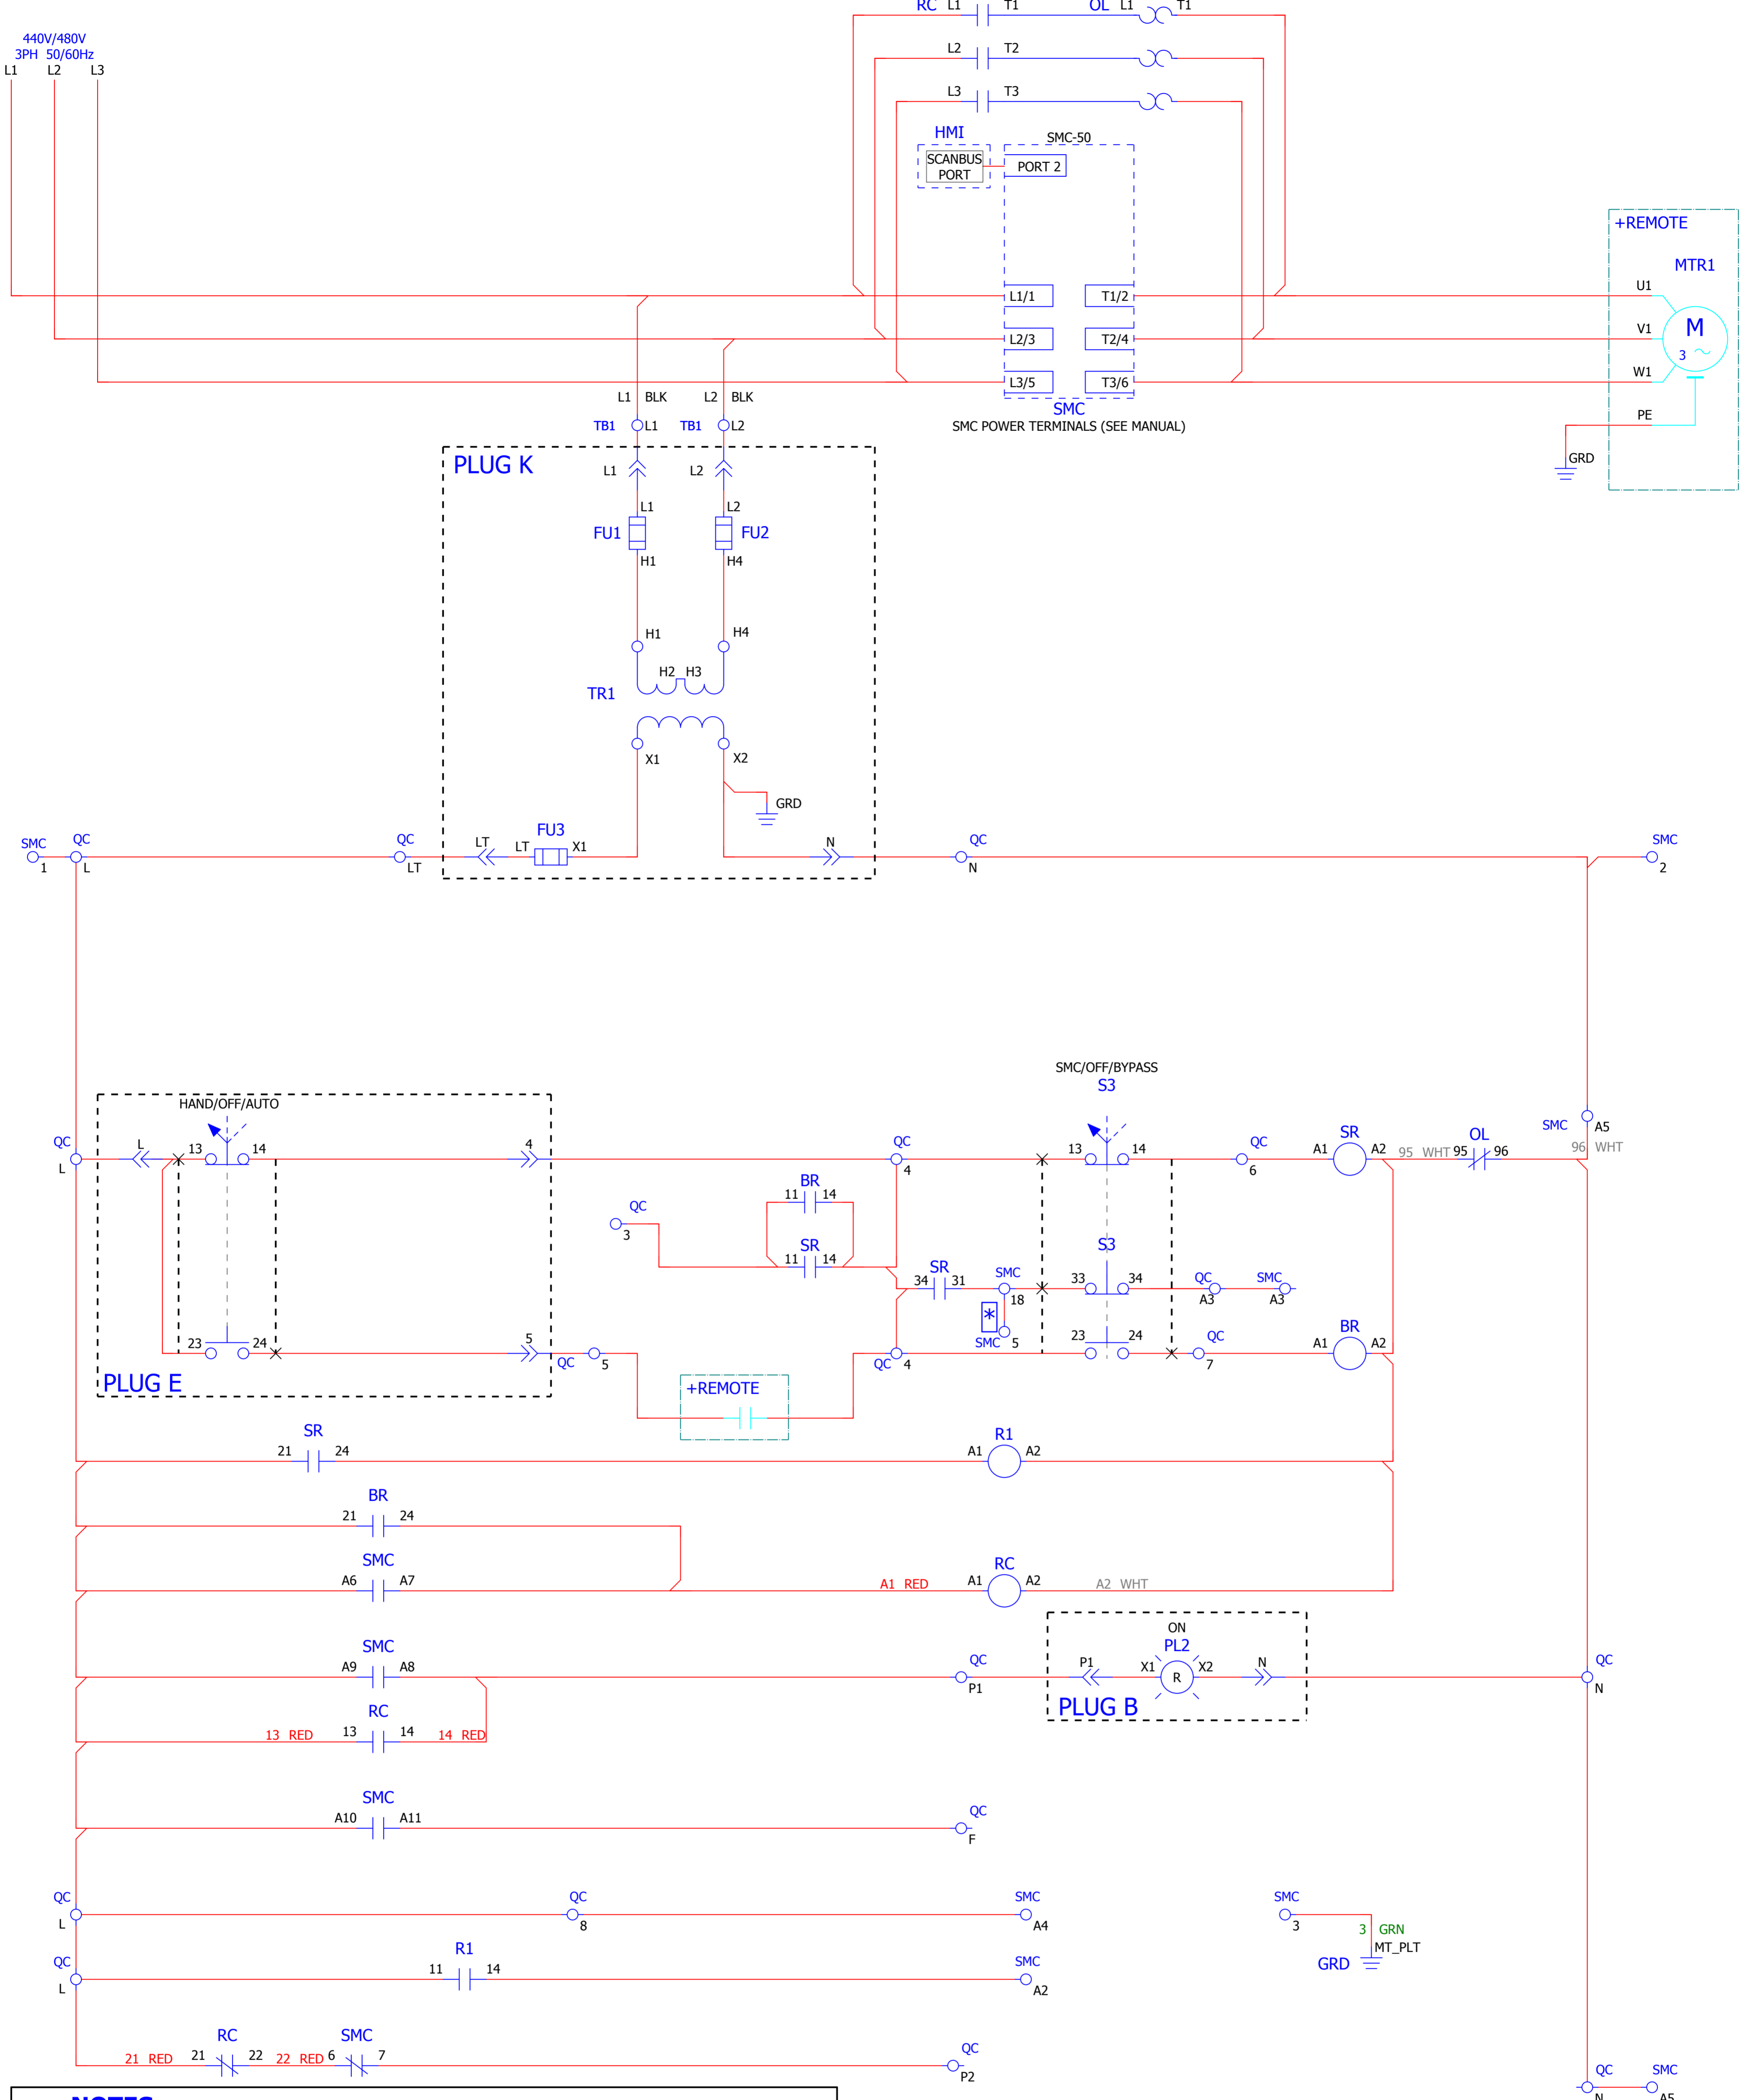 RC L1 T1 OL L1 T1
440V/480V
3PH 50/60Hz
L1 L2 L3
L2 T2
L3 T3
HMI
SMC-50
SCANBUS
PORT
PORT 2
+REMOTE
MTR1
L1/1 T1/2 U1
L2/3 T2/4 V1
M
3
L3/5 T3/6 W1
L1 BLK L2 BLK
SMC
SMC POWER TERMINALS (SEE MANUAL)
PE
GRD
TB1 L1 TB1 L2
PLUG K
L1 L2
L1 L2
FU1 FU2
H1 H4
H1 H4
H2 H3
TR1
X1 X2
GRD
SMC QC QC LT LT FU3 X1 N QC SMC
1 L LT N 2
SMC/OFF/BYPASS
S3
HAND/OFF/AUTO
QC L 13 14 4 QC 13 14 QC SR OL SMC A5
L 4 6 A1 A2 95 WHT 95 96 96 WHT
BR
11 14
QC
3
SR
11 14
S3
SR
34 31 SMC 33 34 QC SMC
18 A3 A3
*
SMC 5
23 24 5 23 24 QC BR
QC 5 QC 4 7 A1 A2
PLUG E
+REMOTE
SR
21 24
R1
A1 A2
BR
21 24
SMC
A6 A7
RC
A1 RED A1 A2 A2 WHT
SMC
A9 A8
QC
P1
ON
PL2
P1 X1 R X2 N
PLUG B
QC
N
RC
13 RED 13 14 14 RED
SMC
A10 A11
QC
F
QC QC SMC SMC
L 8 A4 3
3 GRN
MT_PLT
GRD
QC R1 SMC
L 11 14 A2
RC SMC
21 RED 21 22 22 RED 6 7
QC
P2
QC SMC
N A5
NOTES